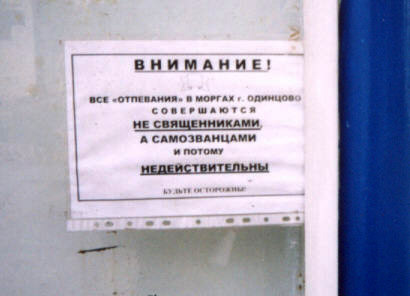 ВНИМАНИЕ!
ВСЕ «ОТПЕВАНИЯ» В МОРГАХ г. ОДИНЦОВО
СОВЕРШАЮТСЯ
НЕ СВЯЩЕННИКАМИ,
А САМОЗВАНЦАМИ
И ПОТОМУ
НЕДЕЙСТВИТЕЛЬНЫ
БУДЬТЕ ОСТОРОЖНЫ!